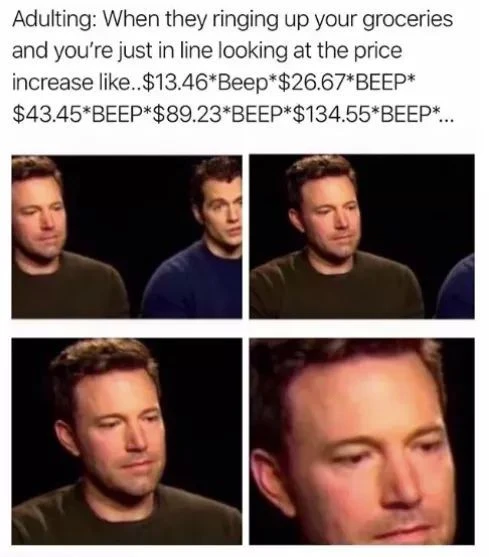 Adulting: When they ringing up your groceries
and you're just in line looking at the price
increase like..$13.46*Beep*$26.67*BEEP*
$43.45*BEEP*$89.23*BEEP*$134.55*BEEP*...